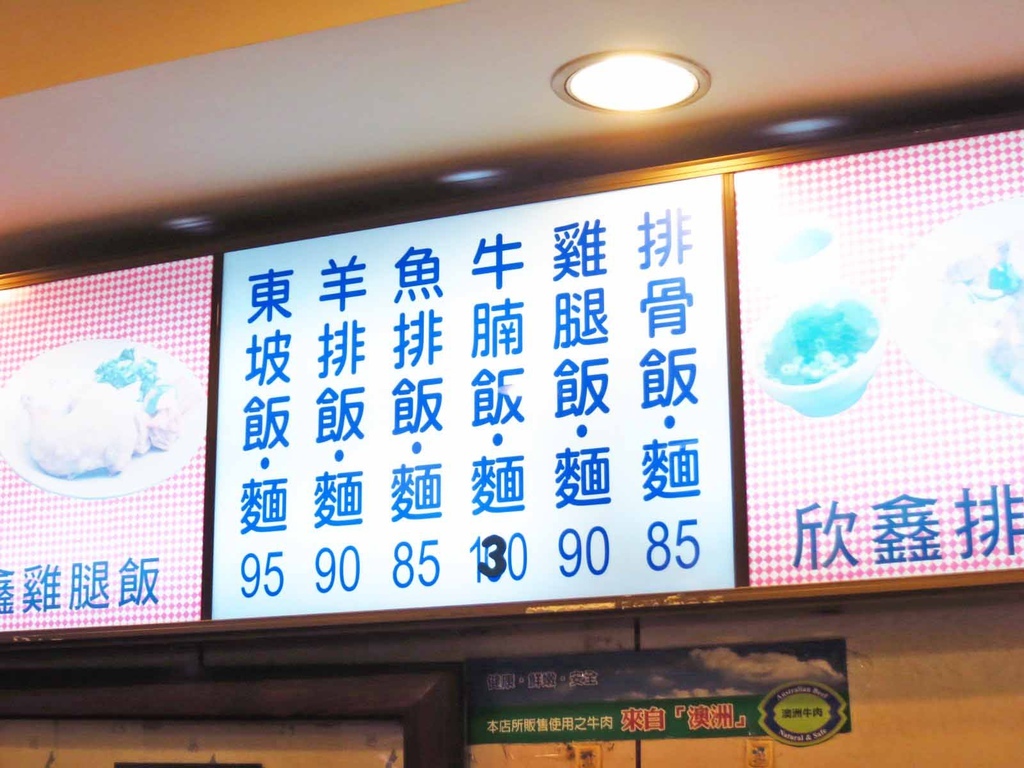 排骨飯·麵 85
雞腿飯·麵 90
牛腩飯·麵 130
魚排飯·麵 85
羊排飯·麵 90
東坡飯·麵 95
鑫雞腿飯
欣鑫排
健康·鮮嫩·安全
本店所販售使用之牛肉 來自「澳洲」
Australian Beef
澳洲牛肉
Natural & Safe